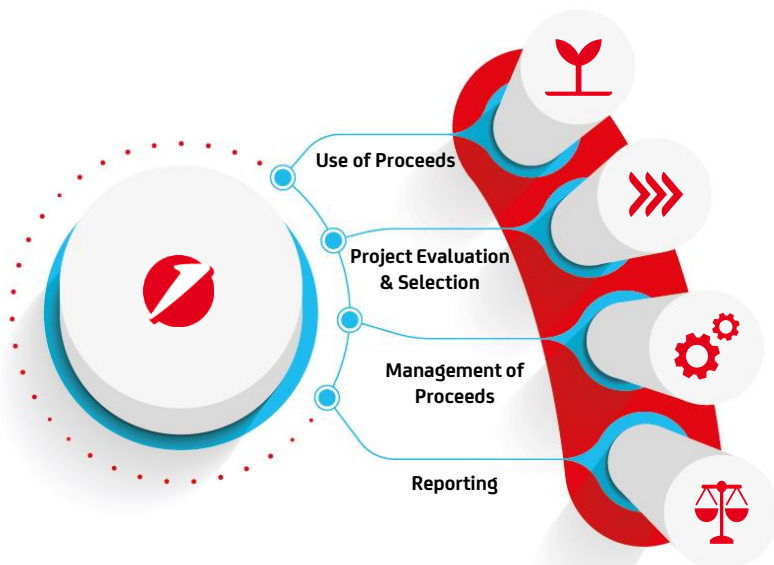 Use of Proceeds
Project Evaluation
& Selection
Management of
Proceeds
Reporting